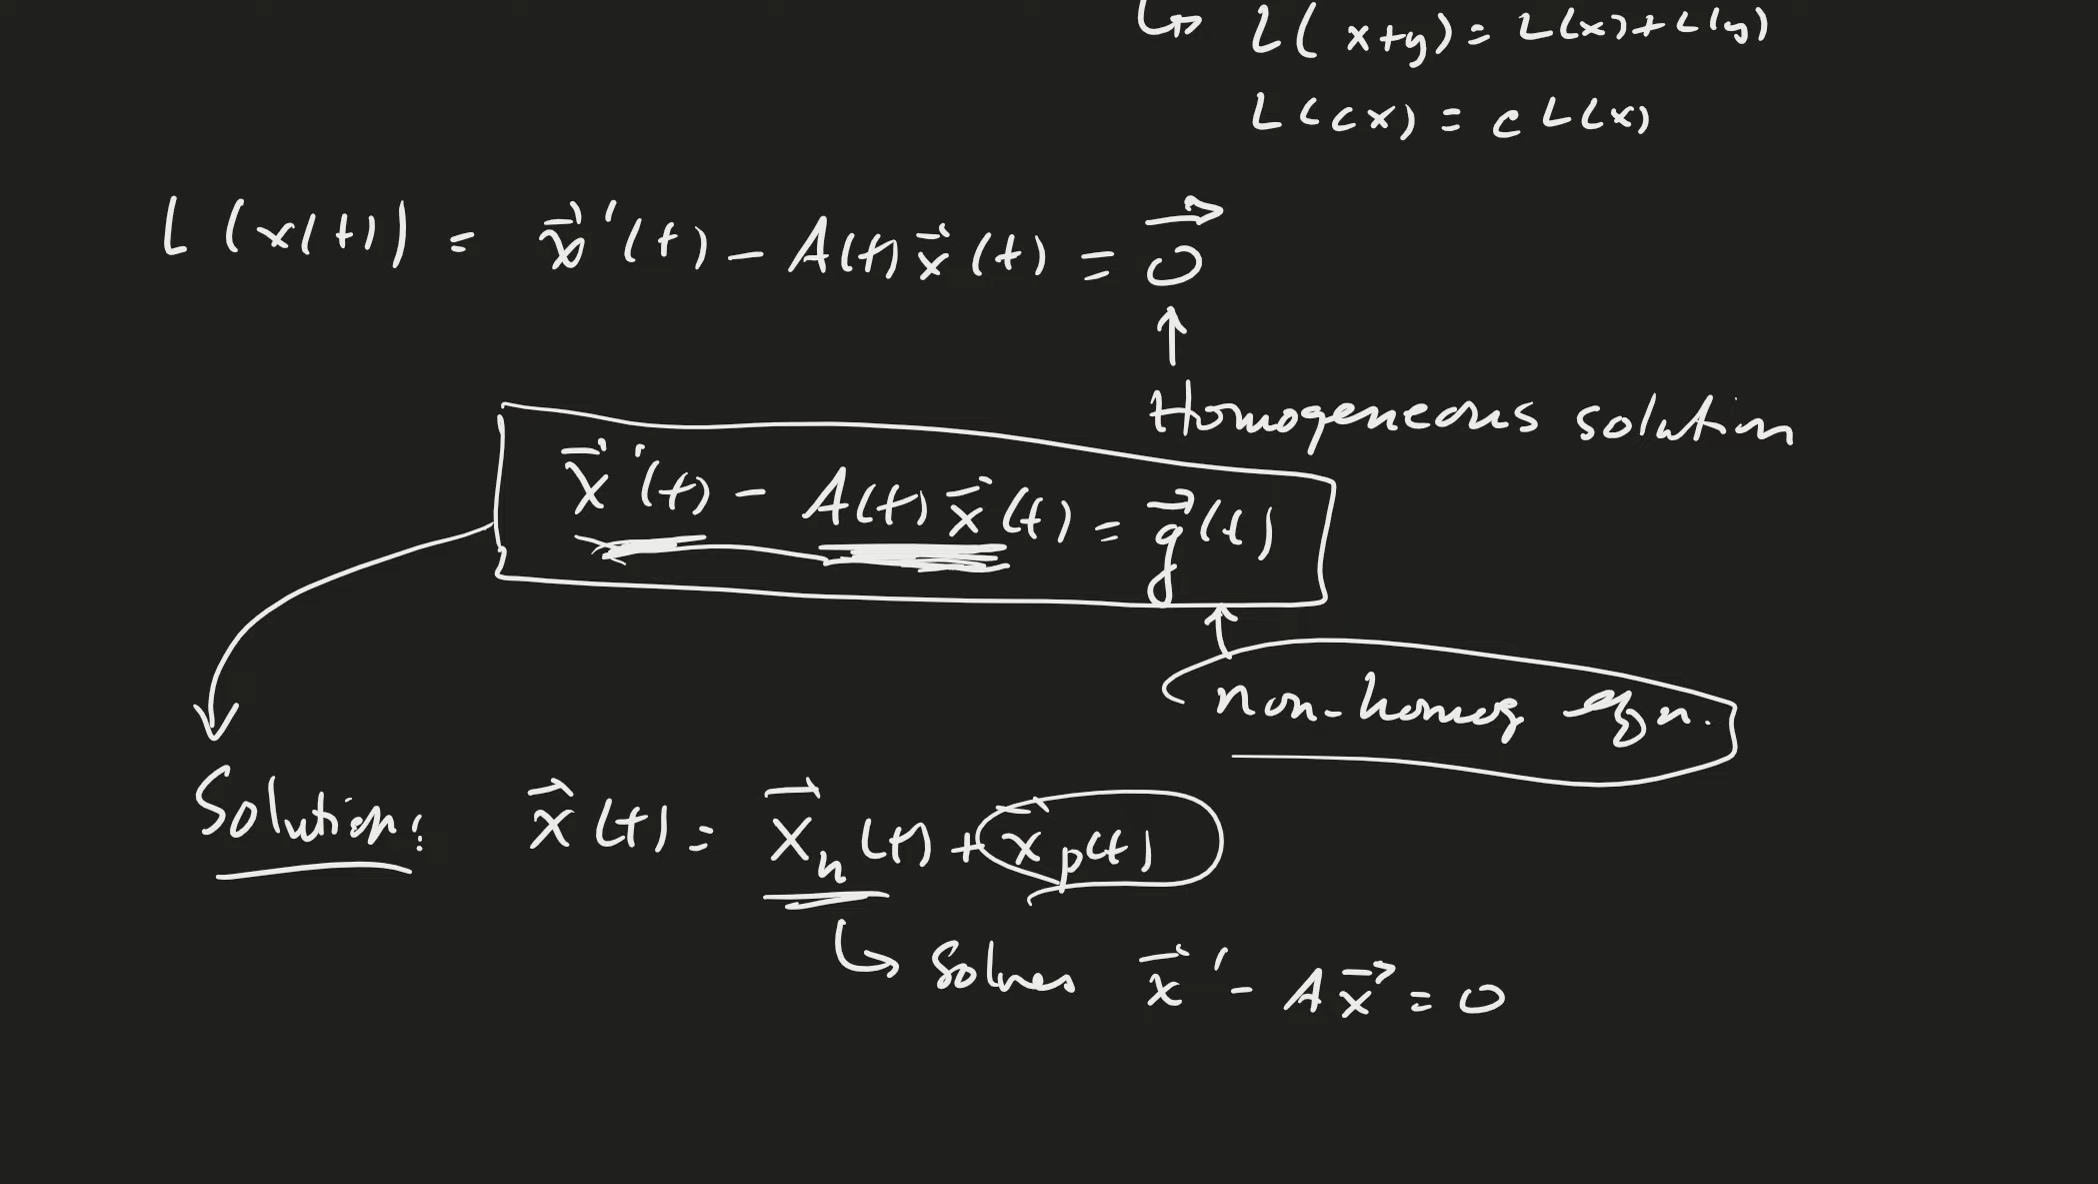 ↳ L(x+y) = L(x)+L(y)
L(cx) = cL(x)
L(x(t)) = x⃗'(t) - A(t)x⃗(t) = 0⃗
↑
Homogeneous solution
x⃗'(t) - A(t)x⃗(t) = g⃗(t)
non-homog eqn.
Solution: x⃗(t) = x⃗ₕ(t) + x⃗ₚ(t)
↳ Solves x⃗' - Ax⃗ = 0